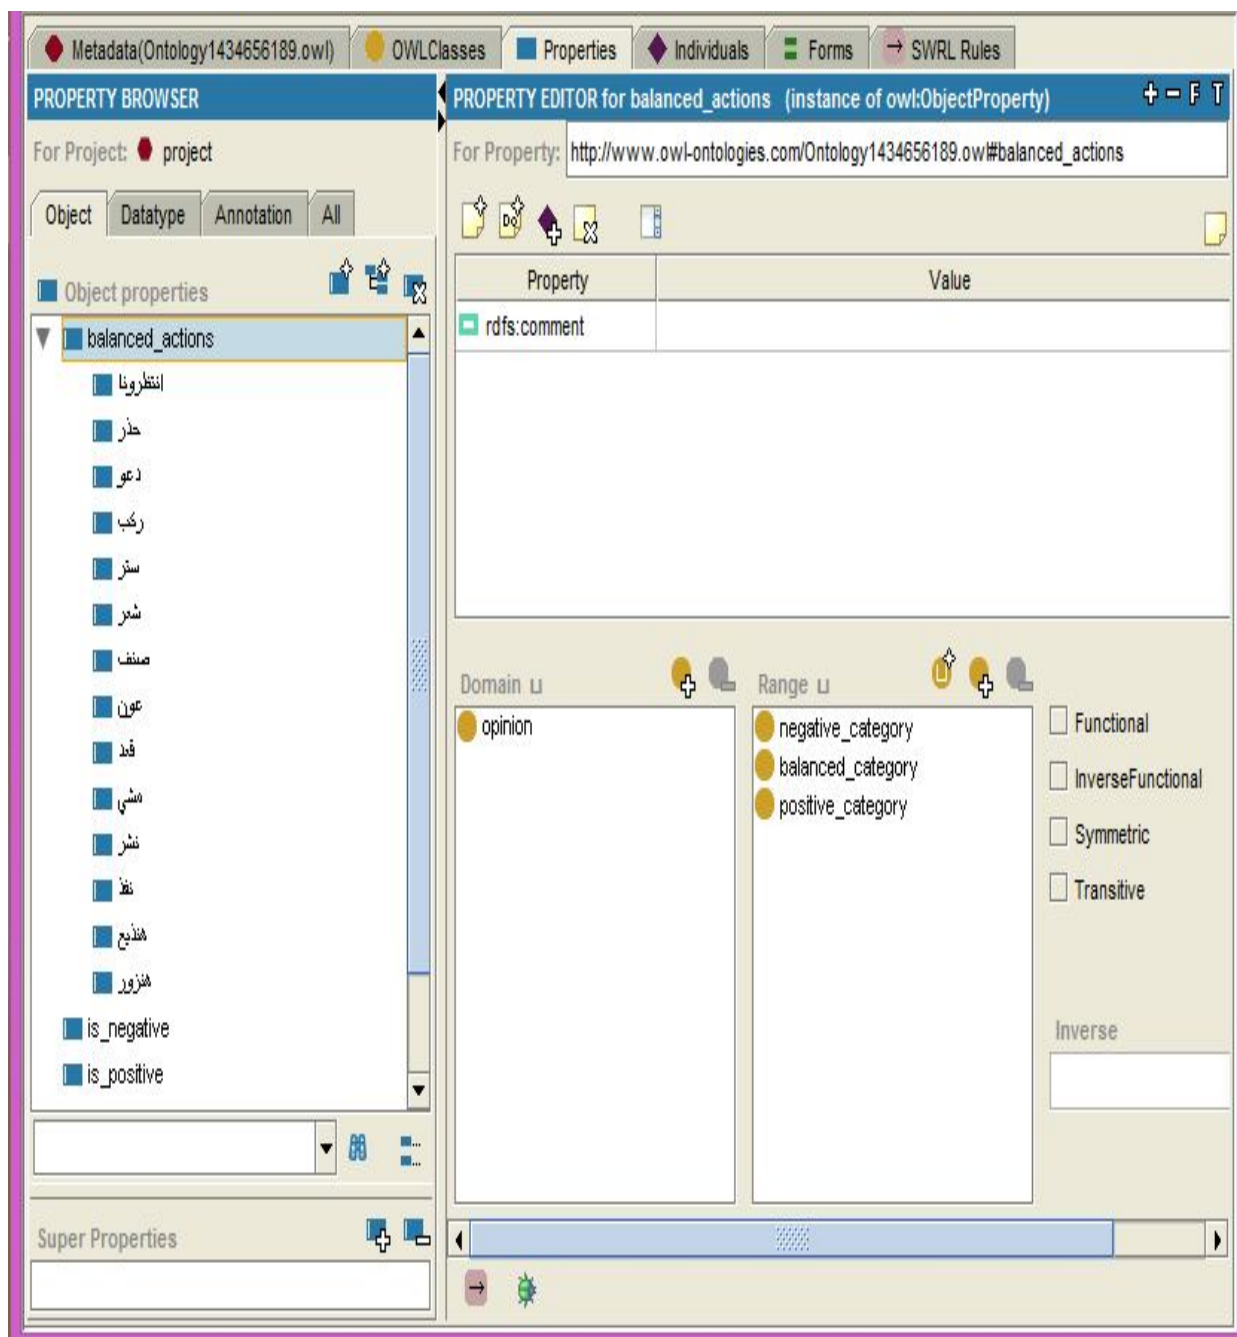 Metadata(Ontology1434656189.owl) OWLClasses Properties Individuals Forms SWRL Rules
PROPERTY BROWSER
For Project: project
Object Datatype Annotation All
Object properties
balanced_actions
انتظرونا
حذر
دعو
ركب
ستر
شعر
صنف
عون
قعد
مشي
نشر
نفذ
هنذيع
هنزور
is_negative
is_positive
Super Properties
PROPERTY EDITOR for balanced_actions (instance of owl:ObjectProperty) F T
For Property: http://www.owl-ontologies.com/Ontology1434656189.owl#balanced_actions
Property Value
rdfs:comment
Domain ⊔
opinion
Range ⊔
negative_category
balanced_category
positive_category
Functional
InverseFunctional
Symmetric
Transitive
Inverse